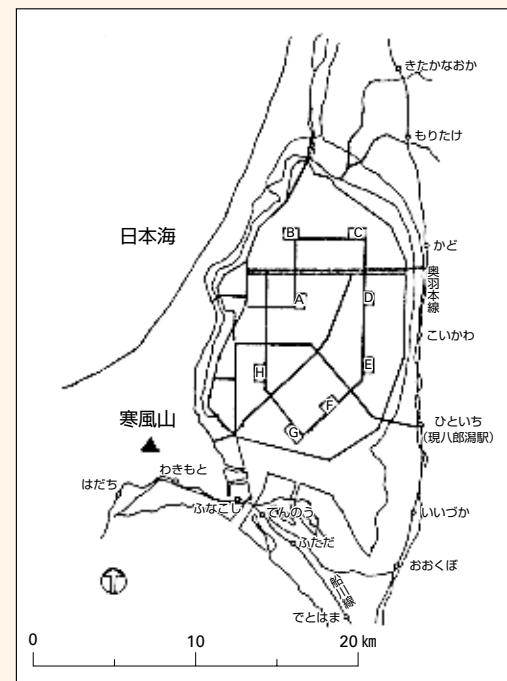 きたかなおか
もりたけ
日本海
B
C
かど
奥羽本線
A
D
こいかわ
H
E
F
寒風山
G
ひといち
(現八郎潟駅)
わきもと
はだち
ふなこし
てんのう
いいづか
ふただ
おおくぼ
船川線
でとはま
0
10
20 km